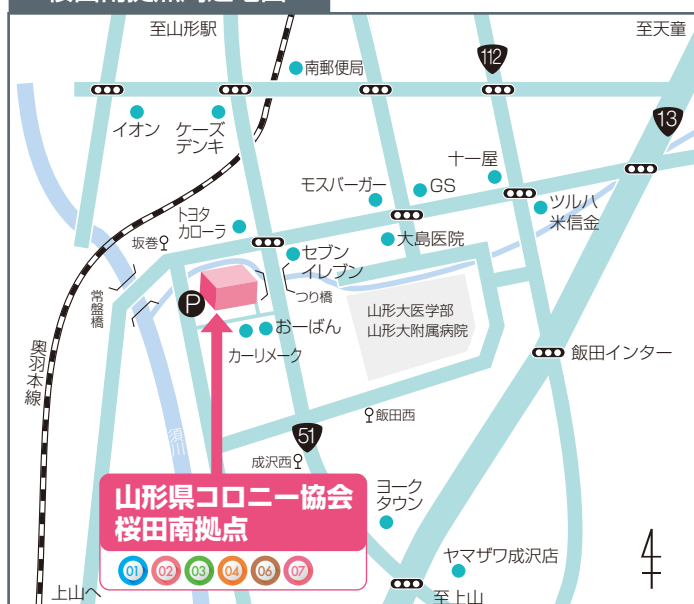 至山形駅
至天童
112
南郵便局
13
イオン
ケーズ
デンキ
十一屋
モスバーガー
GS
ツルハ
米信金
トヨタ
カローラ
大島医院
坂巻
セブン
イレブン
つり橋
常盤橋
P
山形大医学部
山形大附属病院
おーばん
カーリメーク
飯田インター
奥羽本線
飯田西
須川
51
成沢西
山形県コロニー協会
桜田南拠点
01 02 03 04 06 07
ヨーク
タウン
ヤマザワ成沢店
上山へ
至上山